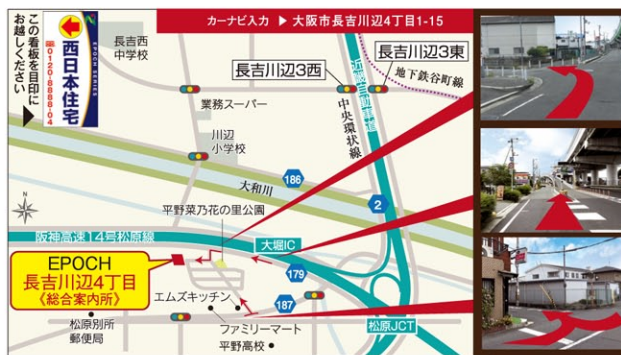 カーナビ入力 ▶ 大阪市長吉川辺4丁目1-15
この看板を目印に
お越しください
EPOCH SERIES
西日本住宅
0120-8888-04
長吉西
中学校
長吉川辺3西
長吉川辺3東
地下鉄谷町線
近畿自動車道
中央環状線
業務スーパー
川辺
小学校
大和川
186
2
平野菜乃花の里公園
阪神高速14号松原線
大堀IC
EPOCH
長吉川辺4丁目
《総合案内所》
179
エムズキッチン
187
松原別所
郵便局
ファミリーマート
平野高校
松原JCT
N